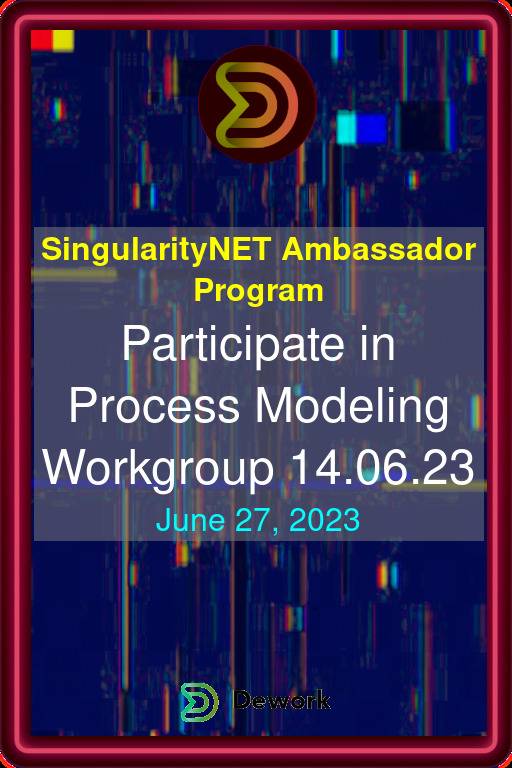 SingularityNET Ambassador
Program
Participate in
Process Modeling
Workgroup 14.06.23
June 27, 2023
Dework